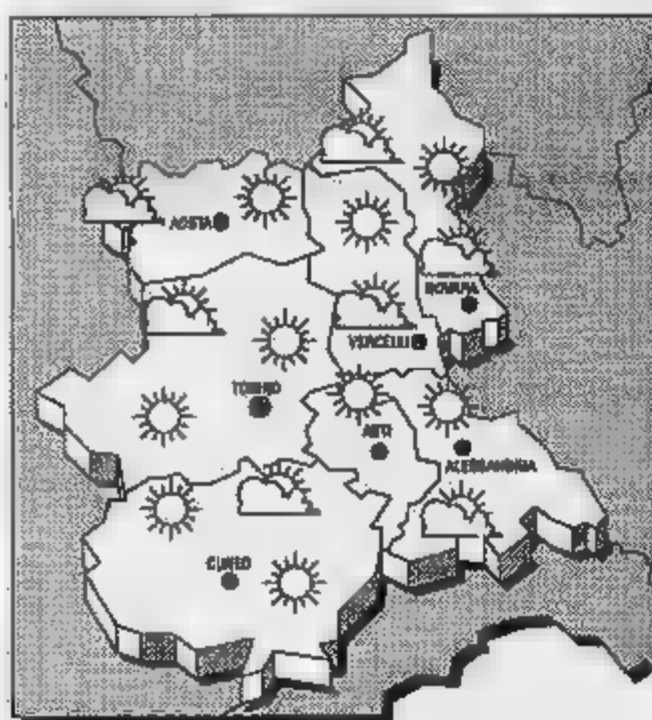 AOSTA
NOVARA
VERCELLI
TORINO
ASTI
ALESSANDRIA
CUNEO